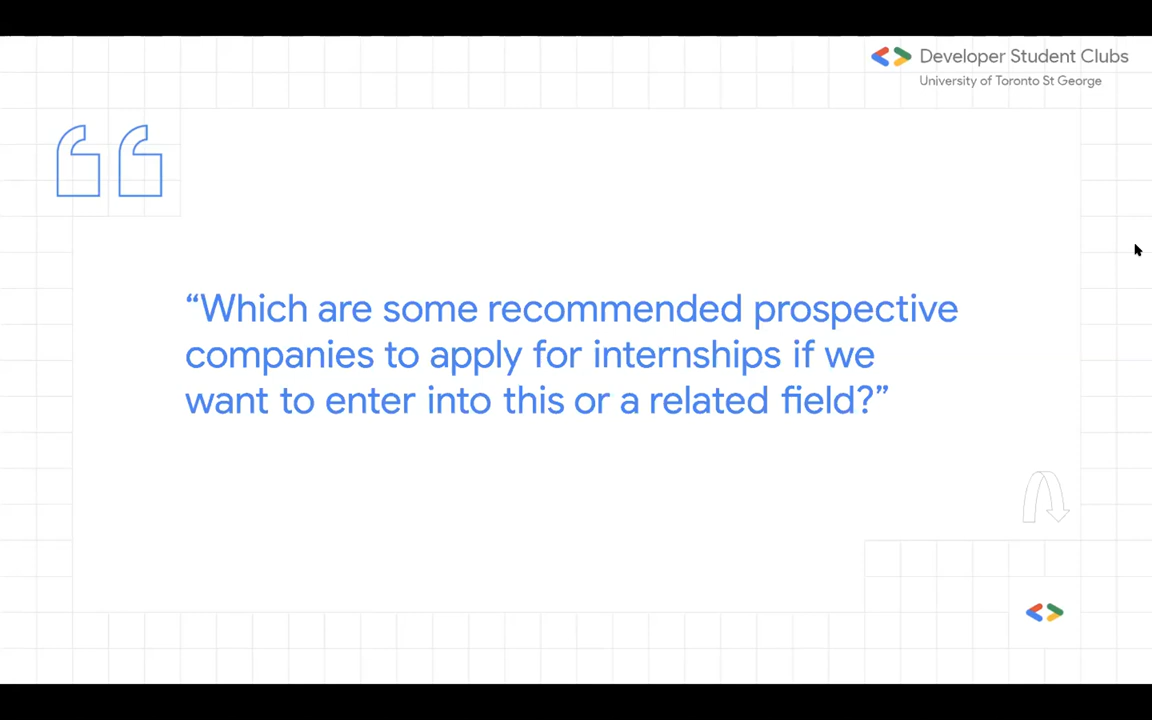 Developer Student Clubs
University of Toronto St George
“Which are some recommended prospective
companies to apply for internships if we
want to enter into this or a related field?”